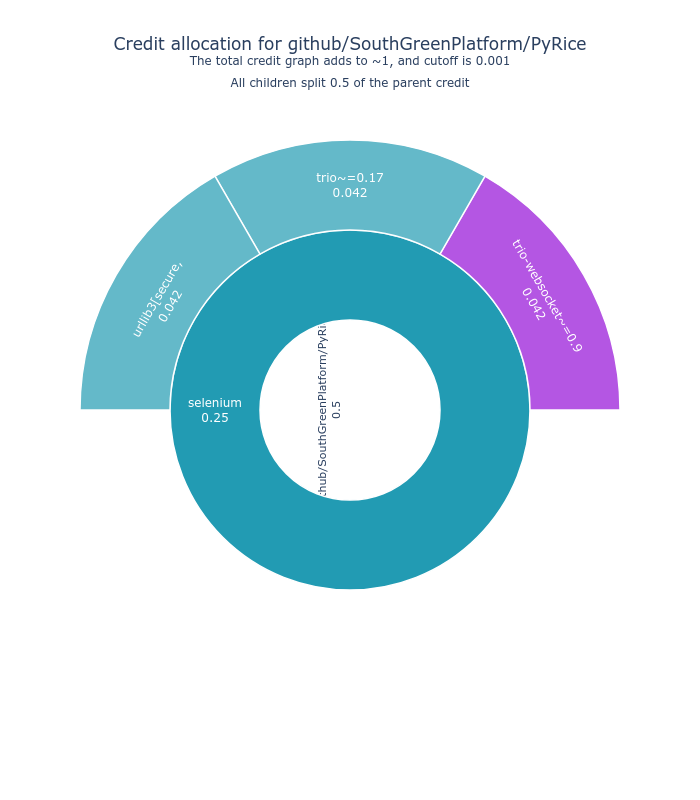 Credit allocation for github/SouthGreenPlatform/PyRice
The total credit graph adds to ~1, and cutoff is 0.001
All children split 0.5 of the parent credit
trio~=0.17
0.042
urllib3[secure,
0.042
trio-websocket~=0.9
0.042
selenium
0.25
hub/SouthGreenPlatform/PyRi
0.5